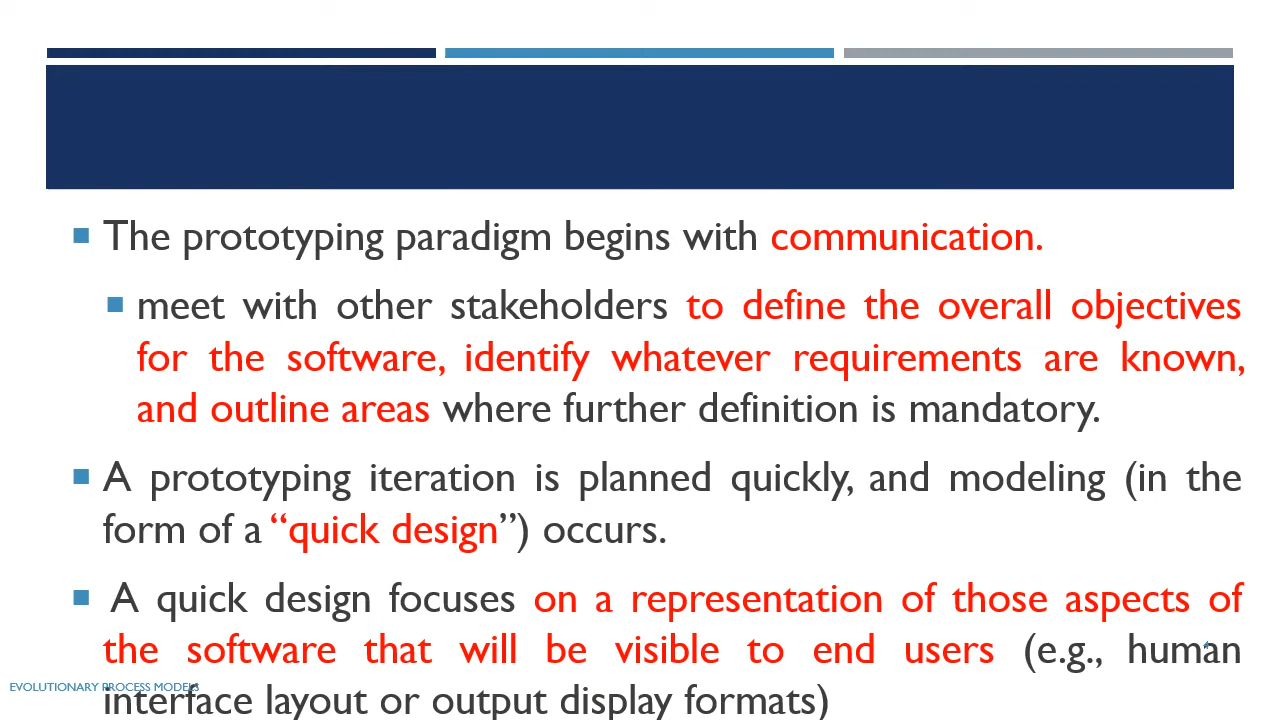 The prototyping paradigm begins with communication.
meet with other stakeholders to define the overall objectives
for the software, identify whatever requirements are known,
and outline areas where further definition is mandatory.
A prototyping iteration is planned quickly, and modeling (in the
form of a “quick design”) occurs.
A quick design focuses on a representation of those aspects of
the software that will be visible to end users (e.g., human
interface layout or output display formats)
EVOLUTIONARY PROCESS MODELS